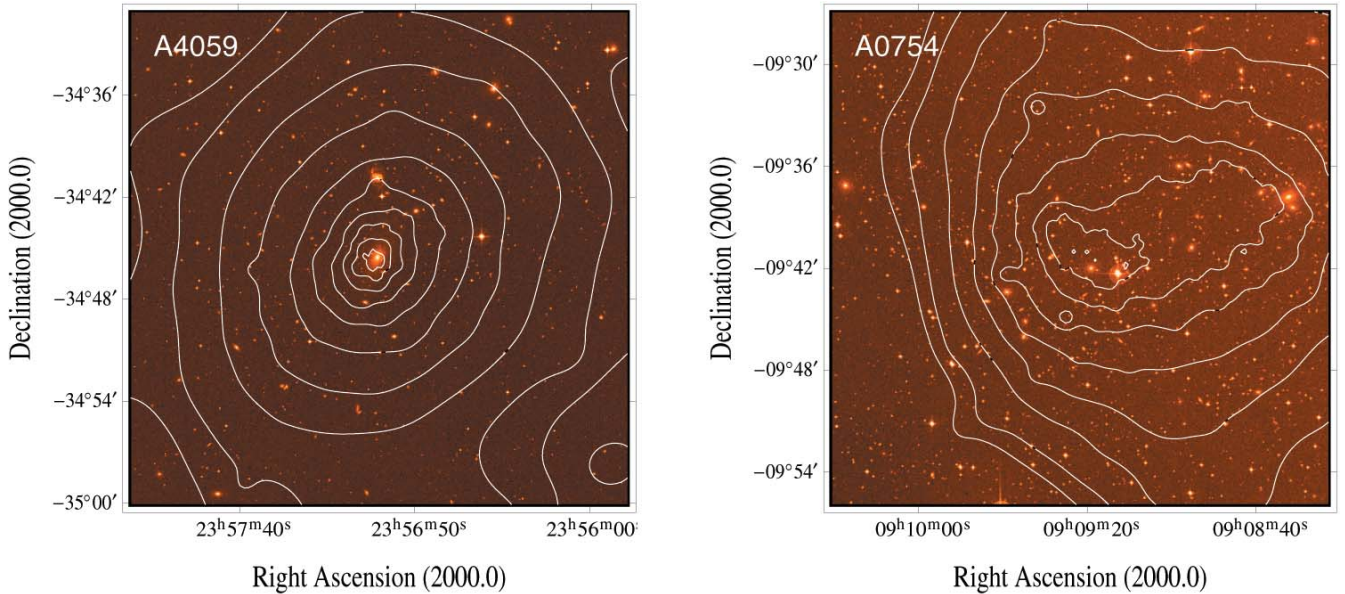 A4059
−34°36′
−34°42′
−34°48′
−34°54′
−35°00′
Declination (2000.0)
23ʰ57ᵐ40ˢ
23ʰ56ᵐ50ˢ
23ʰ56ᵐ00ˢ
Right Ascension (2000.0)
A0754
−09°30′
−09°36′
−09°42′
−09°48′
−09°54′
Declination (2000.0)
09ʰ10ᵐ00ˢ
09ʰ09ᵐ20ˢ
09ʰ08ᵐ40ˢ
Right Ascension (2000.0)